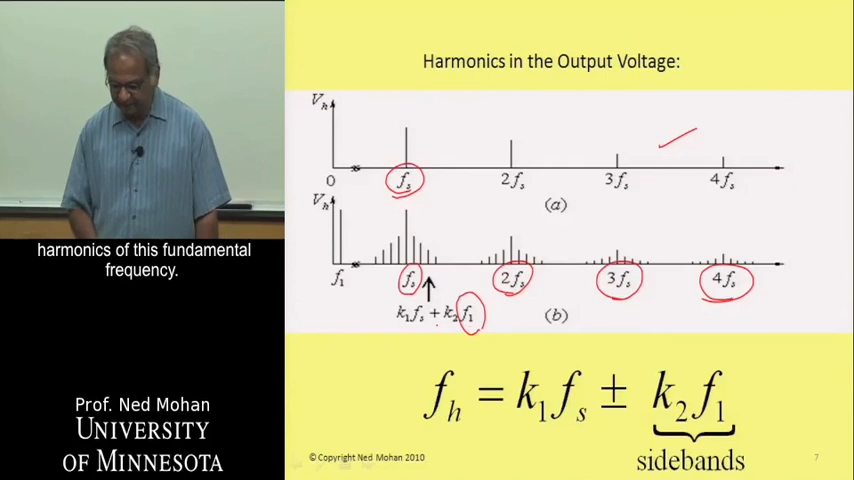 Harmonics in the Output Voltage:
V_h
0 f_s 2f_s 3f_s 4f_s
(a)
V_h
f_1 f_s 2f_s 3f_s 4f_s
k_1f_s + k_2f_1
(b)
harmonics of this fundamental
frequency.
f_h = k_1f_s ± k_2f_1
sidebands
Prof. Ned Mohan
UNIVERSITY
OF MINNESOTA
© Copyright Ned Mohan 2010
7